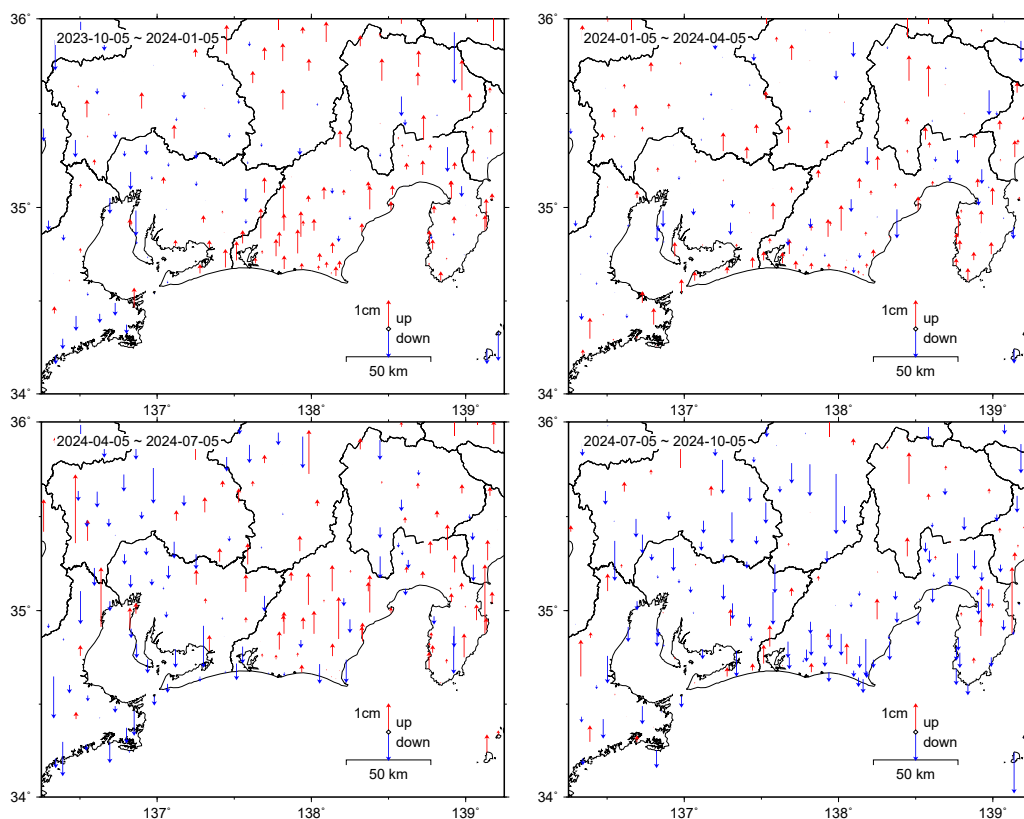 36˚
2023-10-05 ~ 2024-01-05
2024-01-05 ~ 2024-04-05
35˚
35˚
1cm
up
down
50 km
1cm
up
down
50 km
34˚
34˚
137˚
138˚
139˚
137˚
138˚
139˚
36˚
36˚
2024-04-05 ~ 2024-07-05
36˚
2024-07-05 ~ 2024-10-05
35˚
35˚
1cm
up
down
50 km
1cm
up
down
50 km
34˚
34˚
137˚
138˚
139˚
137˚
138˚
139˚